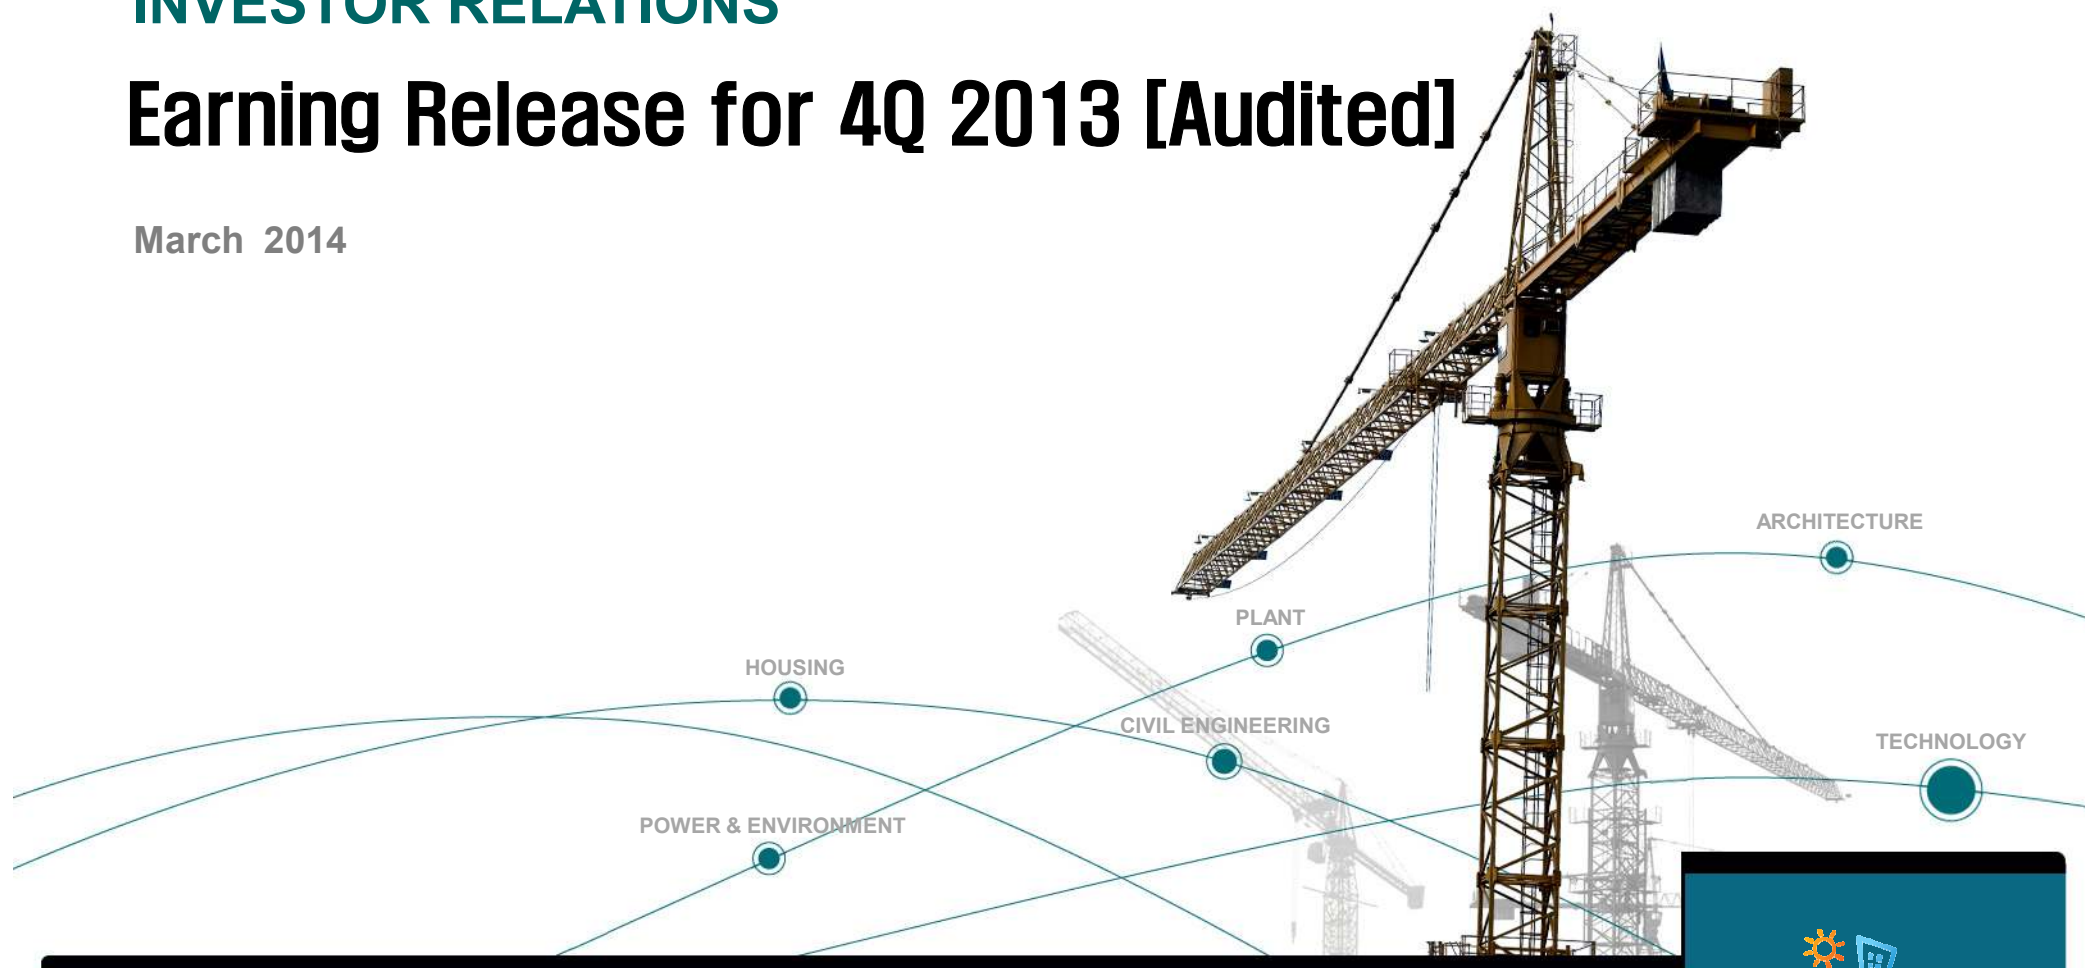 INVESTOR RELATIONS
Earning Release for 4Q 2013 [Audited]
March 2014
ARCHITECTURE
PLANT
HOUSING
CIVIL ENGINEERING
TECHNOLOGY
POWER & ENVIRONMENT